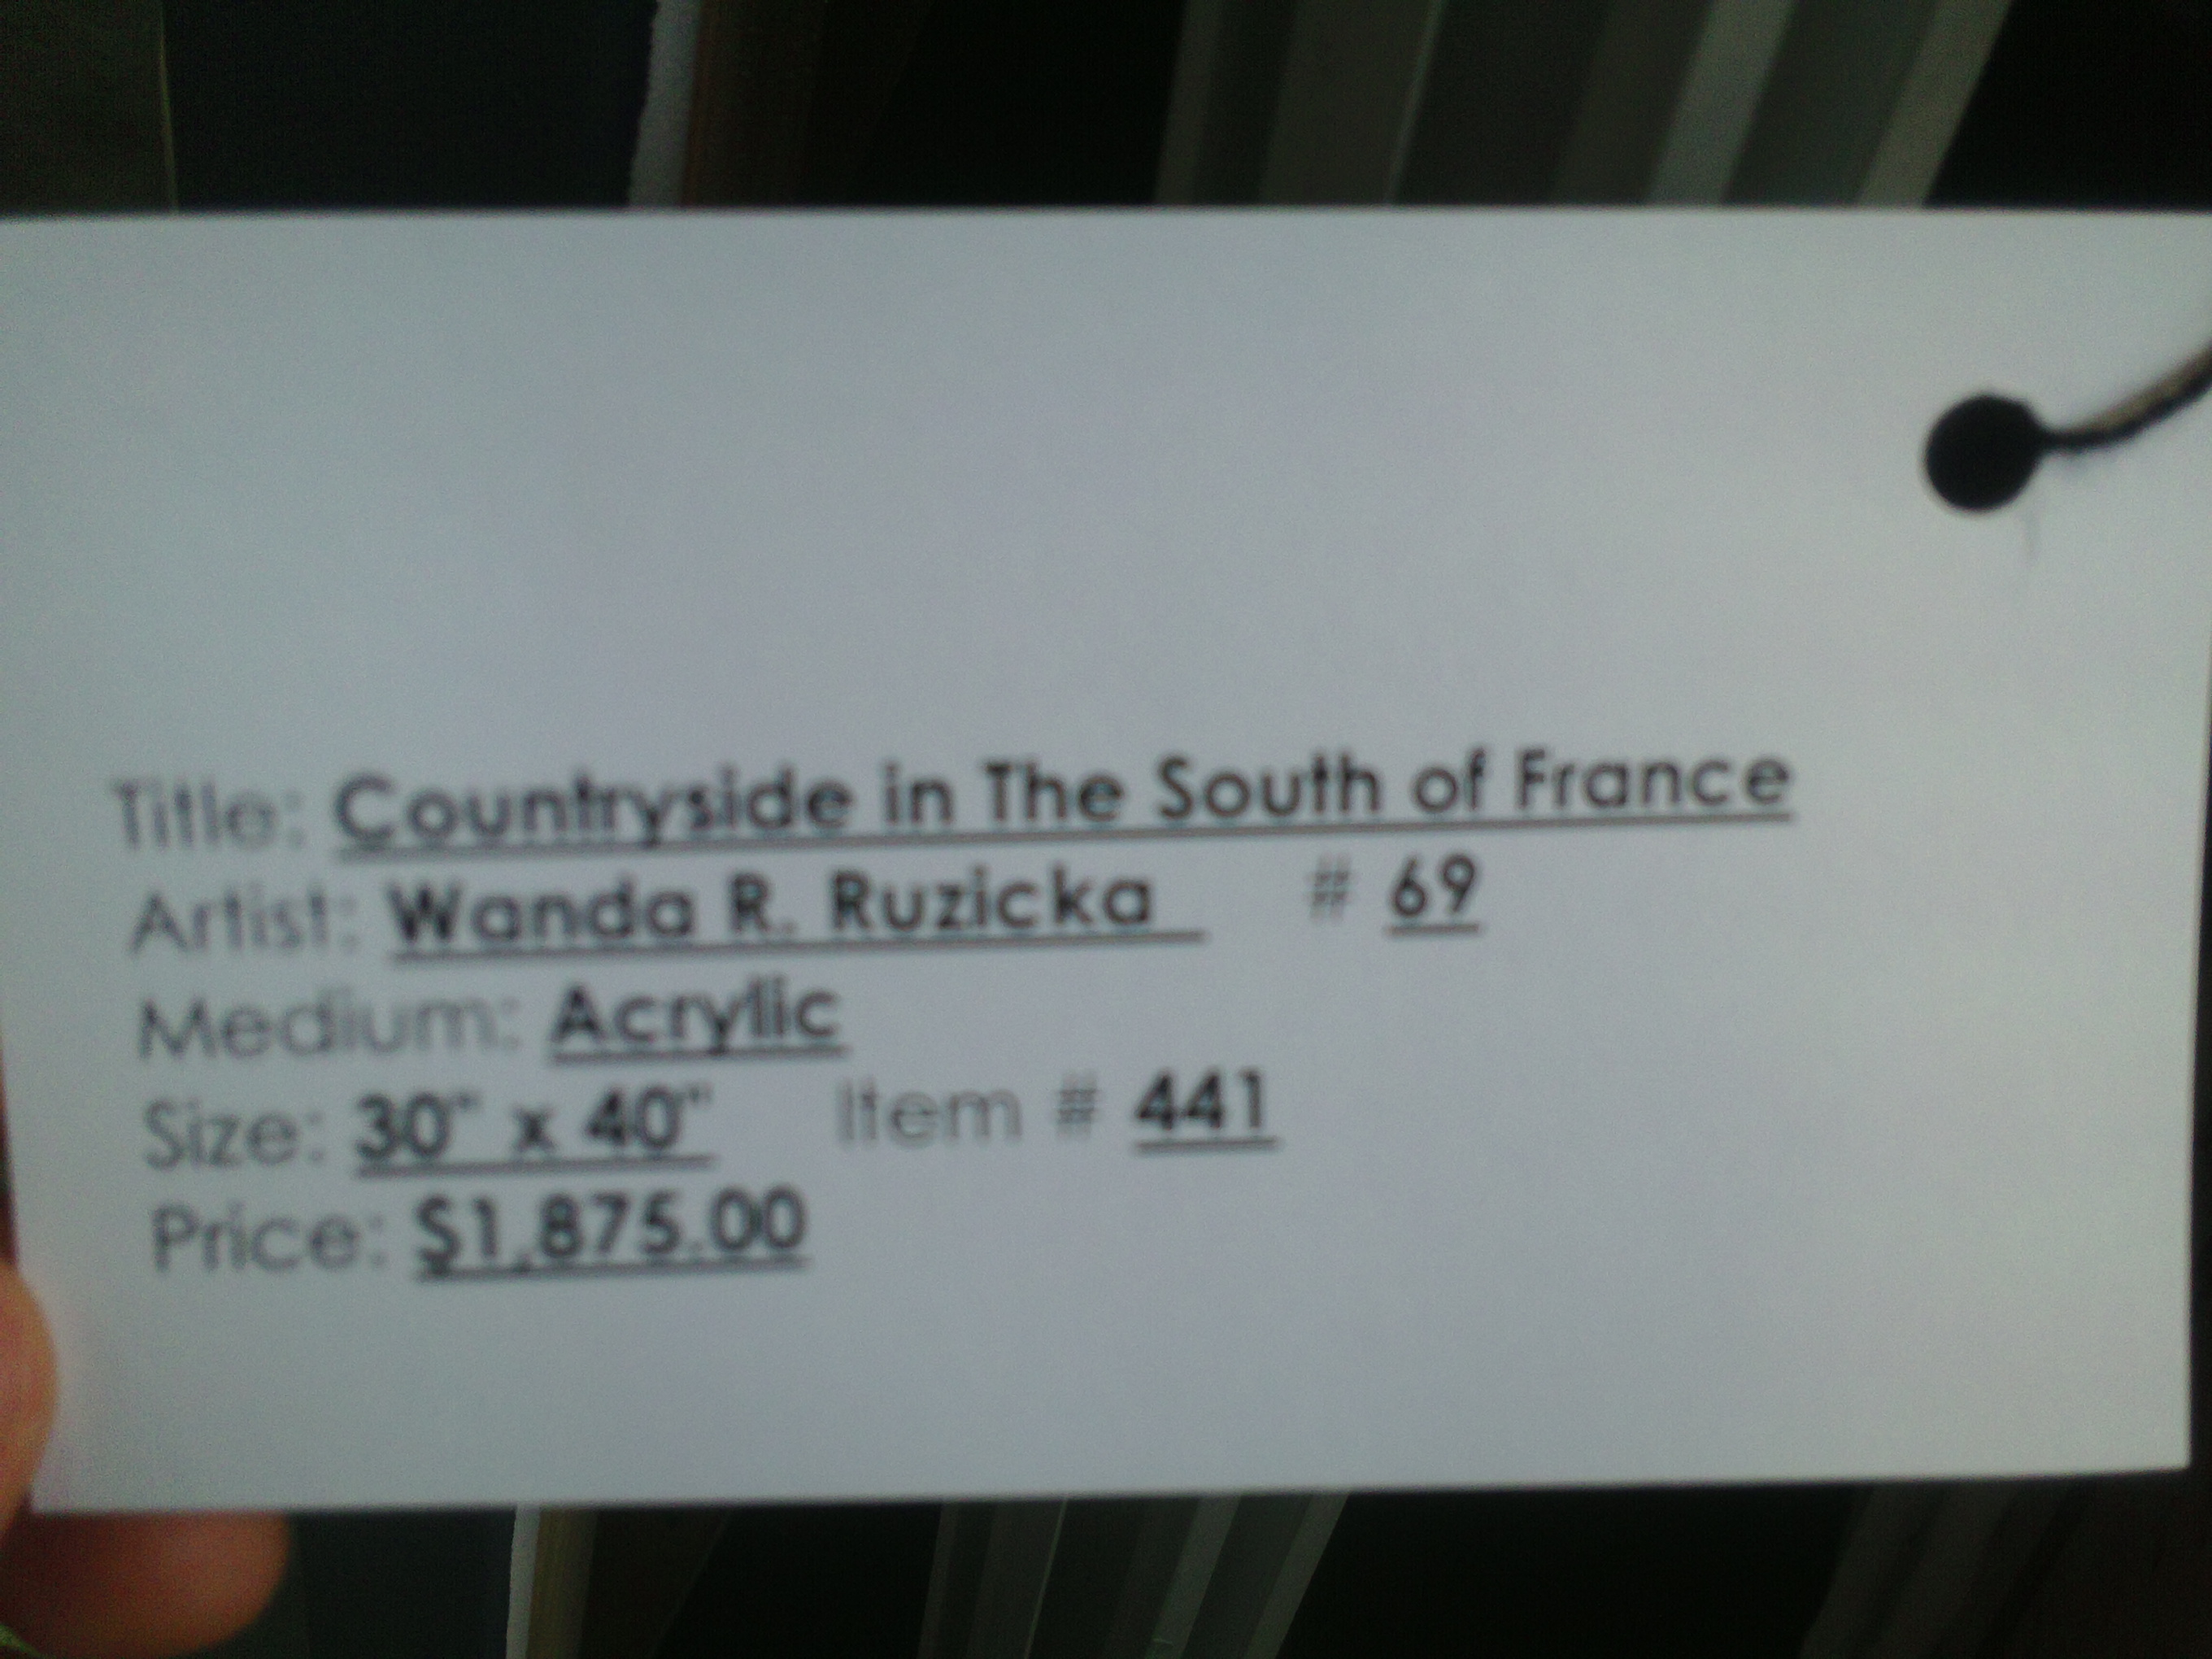 Title: Countryside in The South of France
Artist: Wanda R. Ruzicka # 69
Medium: Acrylic
Size: 30" x 40" Item # 441
Price: $1,875.00